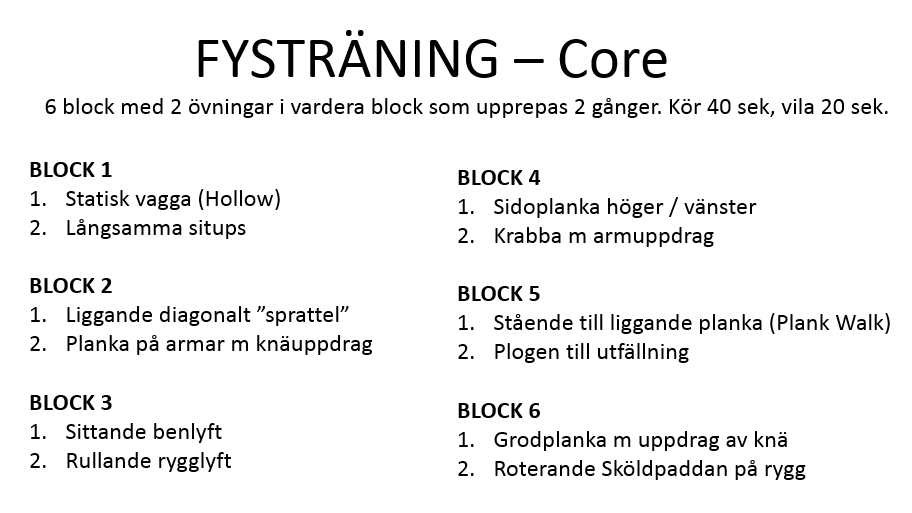 FYSTRÄNING – Core
6 block med 2 övningar i vardera block som upprepas 2 gånger. Kör 40 sek, vila 20 sek.
BLOCK 1
1. Statisk vagga (Hollow)
2. Långsamma situps
BLOCK 2
1. Liggande diagonalt ”sprattel”
2. Planka på armar m knäuppdrag
BLOCK 3
1. Sittande benlyft
2. Rullande rygglyft
BLOCK 4
1. Sidoplanka höger / vänster
2. Krabba m armuppdrag
BLOCK 5
1. Stående till liggande planka (Plank Walk)
2. Plogen till utfällning
BLOCK 6
1. Grodplanka m uppdrag av knä
2. Roterande Sköldpaddan på rygg